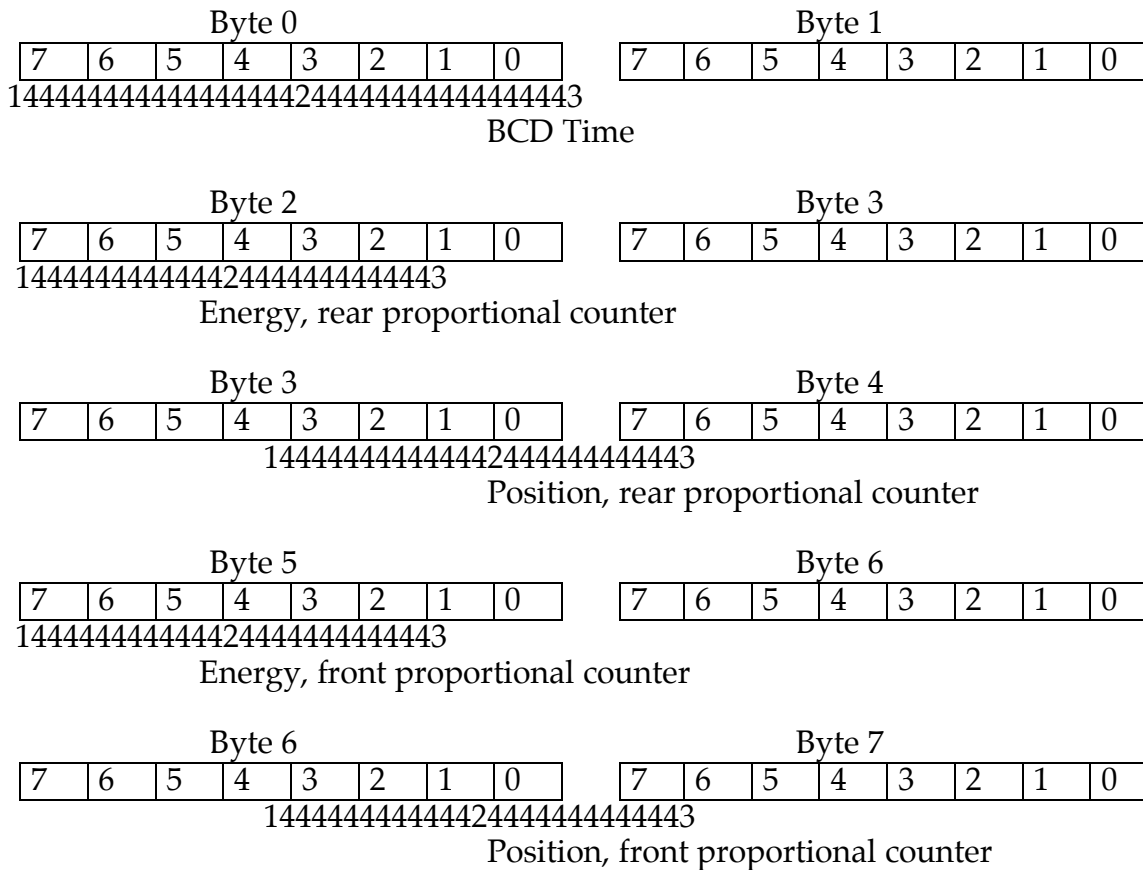 Byte 0 Byte 1
7 6 5 4 3 2 1 0 7 6 5 4 3 2 1 0
144444444444444444244444444444444443
BCD Time
Byte 2 Byte 3
7 6 5 4 3 2 1 0 7 6 5 4 3 2 1 0
144444444444424444444444443
Energy, rear proportional counter
Byte 3 Byte 4
7 6 5 4 3 2 1 0 7 6 5 4 3 2 1 0
144444444444442444444444443
Position, rear proportional counter
Byte 5 Byte 6
7 6 5 4 3 2 1 0 7 6 5 4 3 2 1 0
144444444444424444444444443
Energy, front proportional counter
Byte 6 Byte 7
7 6 5 4 3 2 1 0 7 6 5 4 3 2 1 0
144444444444424444444444443
Position, front proportional counter